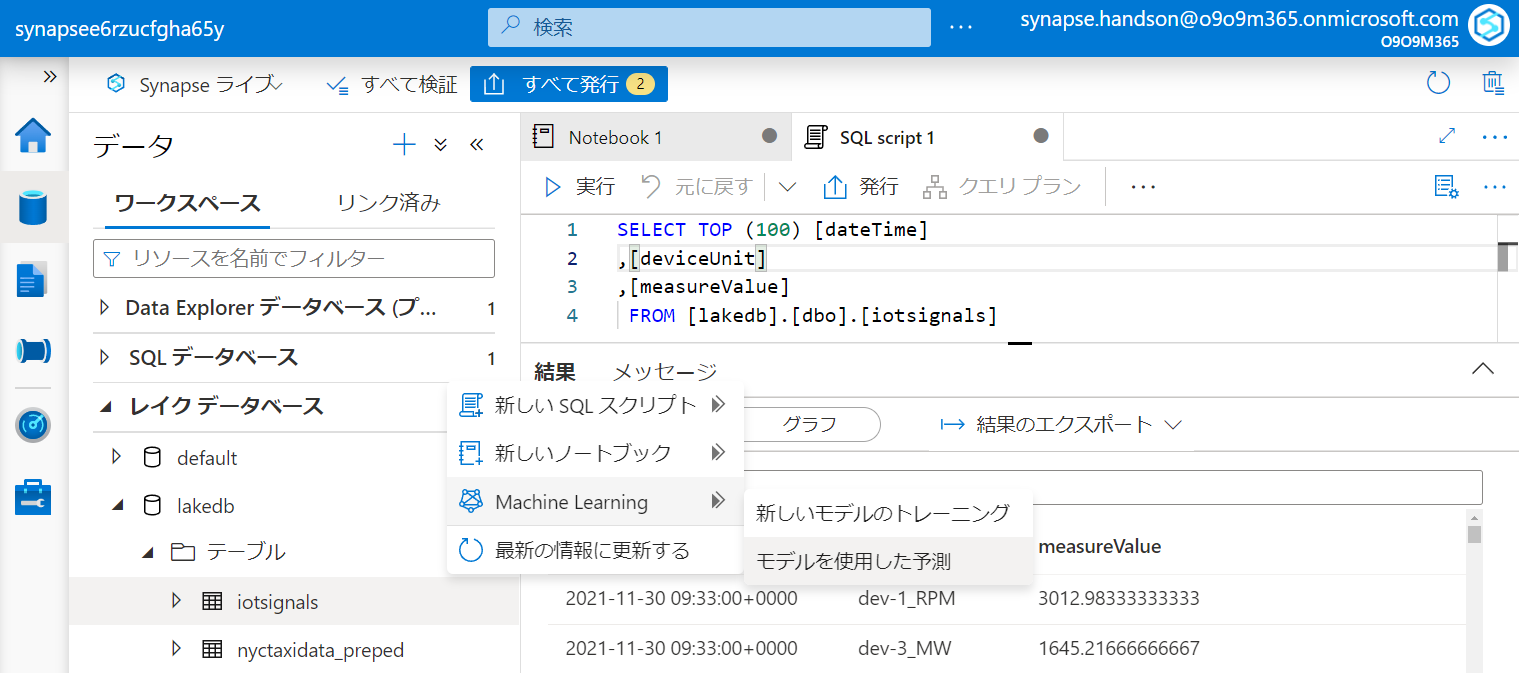 synapsee6rzucfgha65y
検索
synapse.handson@o9o9m365.onmicrosoft.com
O9O9M365
Synapse ライブ
すべて検証
すべて発行 2
データ
ワークスペース
リンク済み
リソースを名前でフィルター
Data Explorer データベース (プ... 1
SQL データベース 1
レイク データベース
default
lakedb
テーブル
iotsignals
nyctaxidata_preped
Notebook 1
SQL script 1
実行
元に戻す
発行
クエリ プラン
1 SELECT TOP (100) [dateTime]
2 ,[deviceUnit]
3 ,[measureValue]
4 FROM [lakedb].[dbo].[iotsignals]
結果
メッセージ
グラフ
結果のエクスポート
新しい SQL スクリプト
新しいノートブック
Machine Learning
最新の情報に更新する
新しいモデルのトレーニング
モデルを使用した予測
measureValue
2021-11-30 09:33:00+0000 dev-1_RPM 3012.98333333333
2021-11-30 09:33:00+0000 dev-3_MW 1645.21666666667